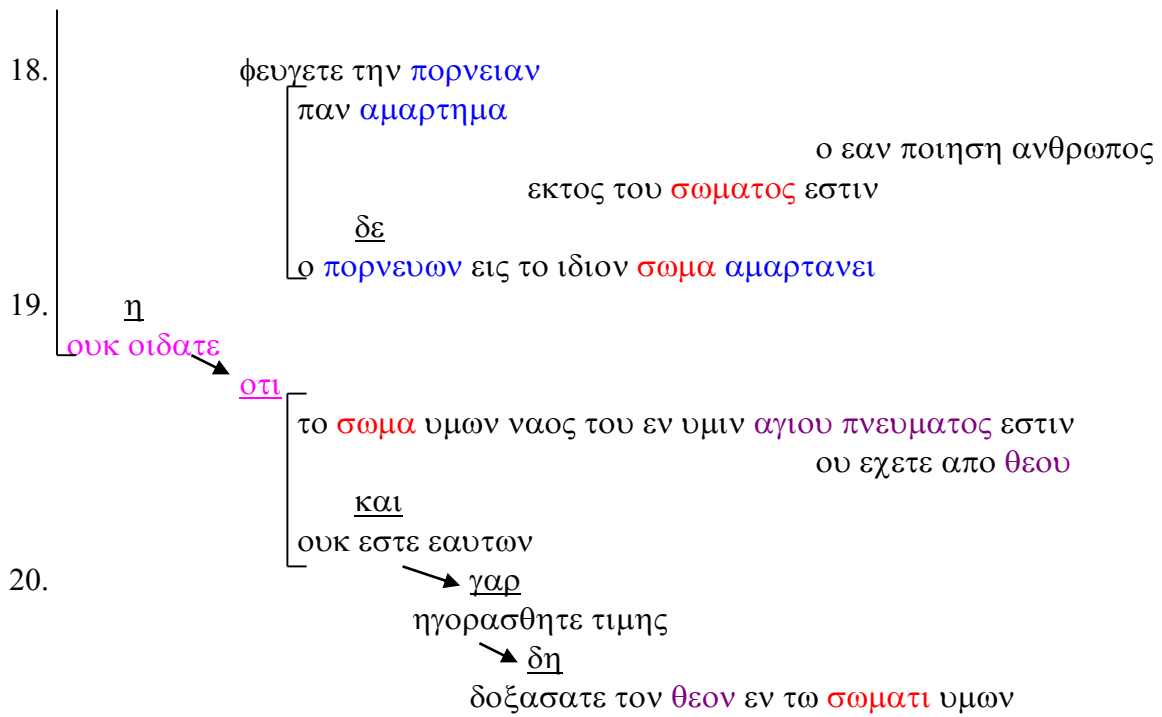 18. φευγετε την πορνειαν
παν αμαρτημα
ο εαν ποιηση ανθρωπος
εκτος του σωματος εστιν
δε
ο πορνευων εις το ιδιον σωμα αμαρτανει
19. η
ουκ οιδατε
οτι
το σωμα υμων ναος του εν υμιν αγιου πνευματος εστιν
ου εχετε απο θεου
και
ουκ εστε εαυτων
20. γαρ
ηγορασθητε τιμης
δη
δοξασατε τον θεον εν τω σωματι υμων